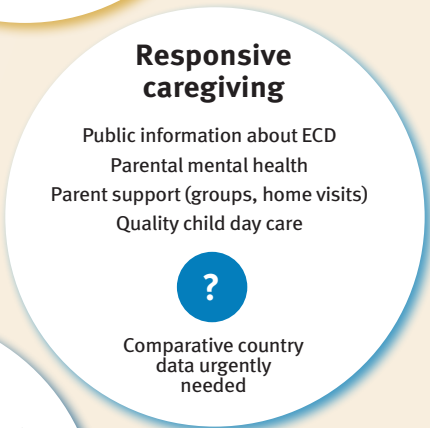 Responsive
caregiving
Public information about ECD
Parental mental health
Parent support (groups, home visits)
Quality child day care
?
Comparative country
data urgently
needed